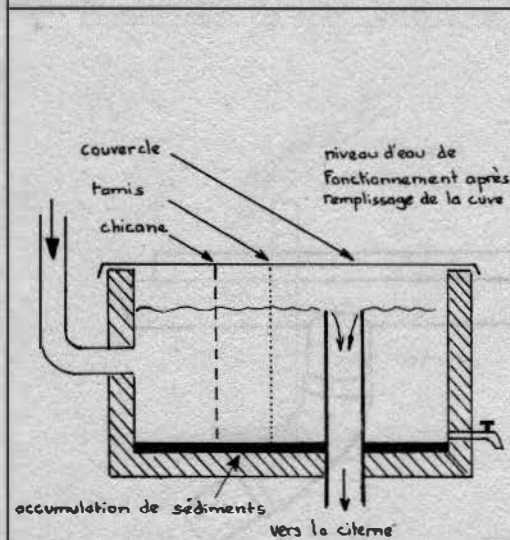 couvercle
tamis
chicane
niveau d'eau de
fonctionnement après
remplissage de la cuve
accumulation de sédiments
vers la citerne